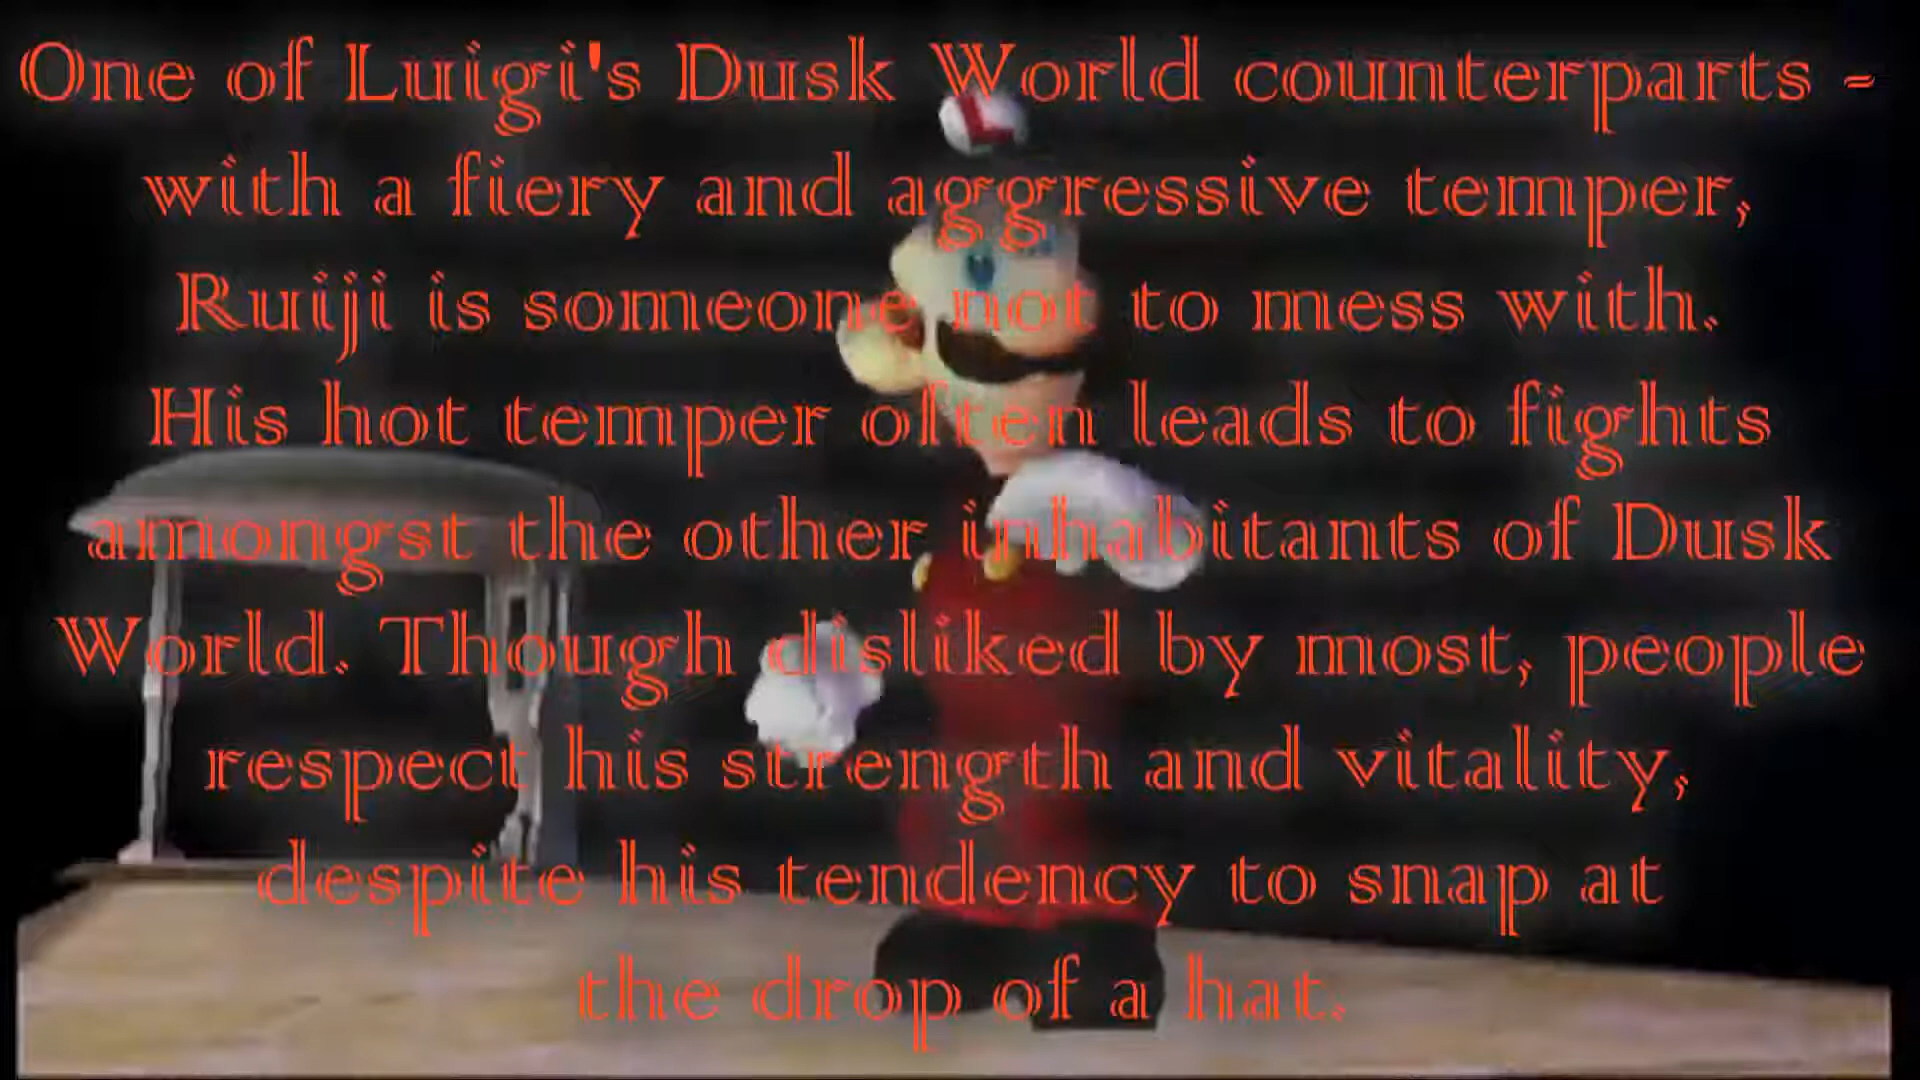 One of Luigi's Dusk World counterparts -
L
with a fiery and aggressive temper,
Ruiji is someone not to mess with.
His hot temper often leads to fights
amongst the other inhabitants of Dusk
World. Though disliked by most, people
respect his strength and vitality,
despite his tendency to snap at
the drop of a hat.